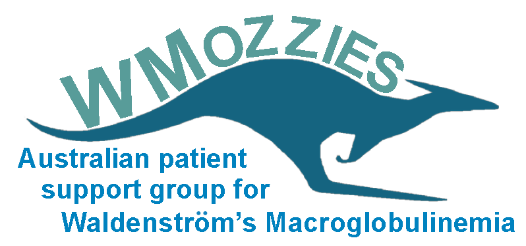 WMOZZIES
Australian patient
support group for
Waldenström's Macroglobulinemia